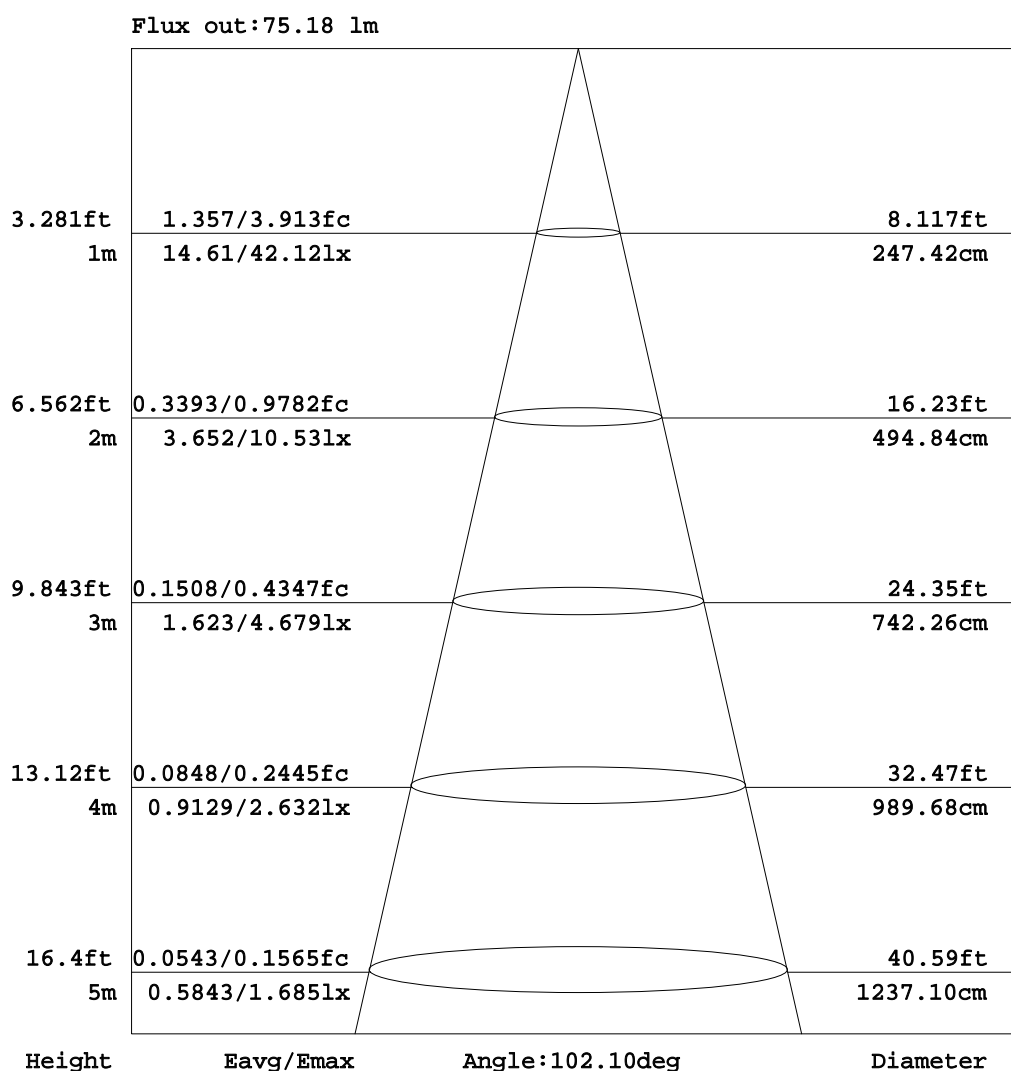 Flux out:75.18 lm
3.281ft 1.357/3.913fc 8.117ft
1m 14.61/42.12lx 247.42cm
6.562ft 0.3393/0.9782fc 16.23ft
2m 3.652/10.53lx 494.84cm
9.843ft 0.1508/0.4347fc 24.35ft
3m 1.623/4.679lx 742.26cm
13.12ft 0.0848/0.2445fc 32.47ft
4m 0.9129/2.632lx 989.68cm
16.4ft 0.0543/0.1565fc 40.59ft
5m 0.5843/1.685lx 1237.10cm
Height Eavg/Emax Angle:102.10deg Diameter